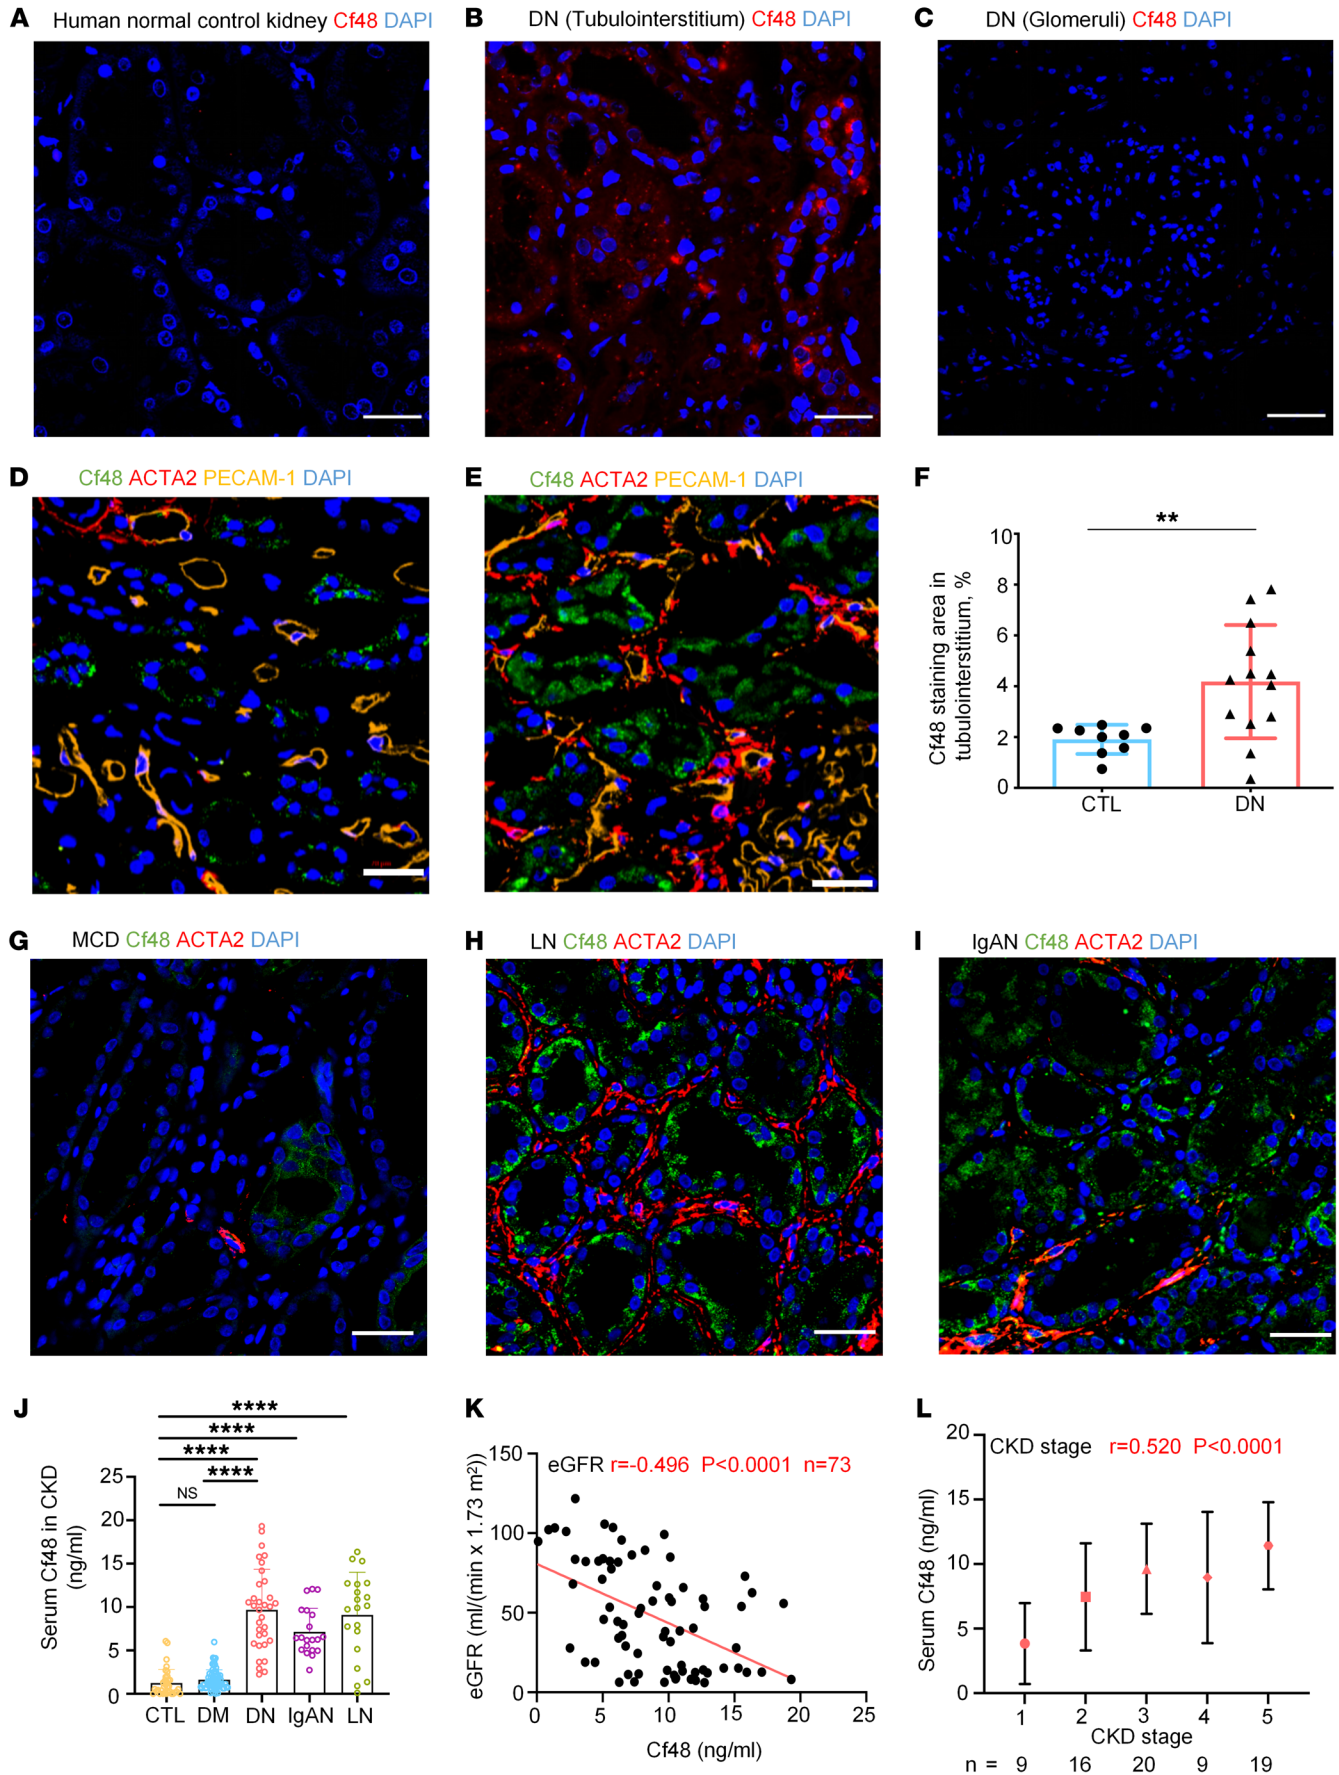 A Human normal control kidney Cf48 DAPI
B DN (Tubulointerstitium) Cf48 DAPI
C DN (Glomeruli) Cf48 DAPI
D Cf48 ACTA2 PECAM-1 DAPI
E Cf48 ACTA2 PECAM-1 DAPI
F
**
Cf48 staining area in
tubulointerstitium, %
10
8
6
4
2
0
CTL DN
G MCD Cf48 ACTA2 DAPI
H LN Cf48 ACTA2 DAPI
I IgAN Cf48 ACTA2 DAPI
J
****
****
****
****
NS
Serum Cf48 in CKD
(ng/ml)
25
20
15
10
5
0
CTL DM DN IgAN LN
K
eGFR r=-0.496 P<0.0001 n=73
eGFR (ml/(min x 1.73 m²))
150
100
50
0
0 5 10 15 20 25
Cf48 (ng/ml)
L
CKD stage r=0.520 P<0.0001
Serum Cf48 (ng/ml)
20
15
10
5
0
1 2 3 4 5
CKD stage
n = 9 16 20 9 19